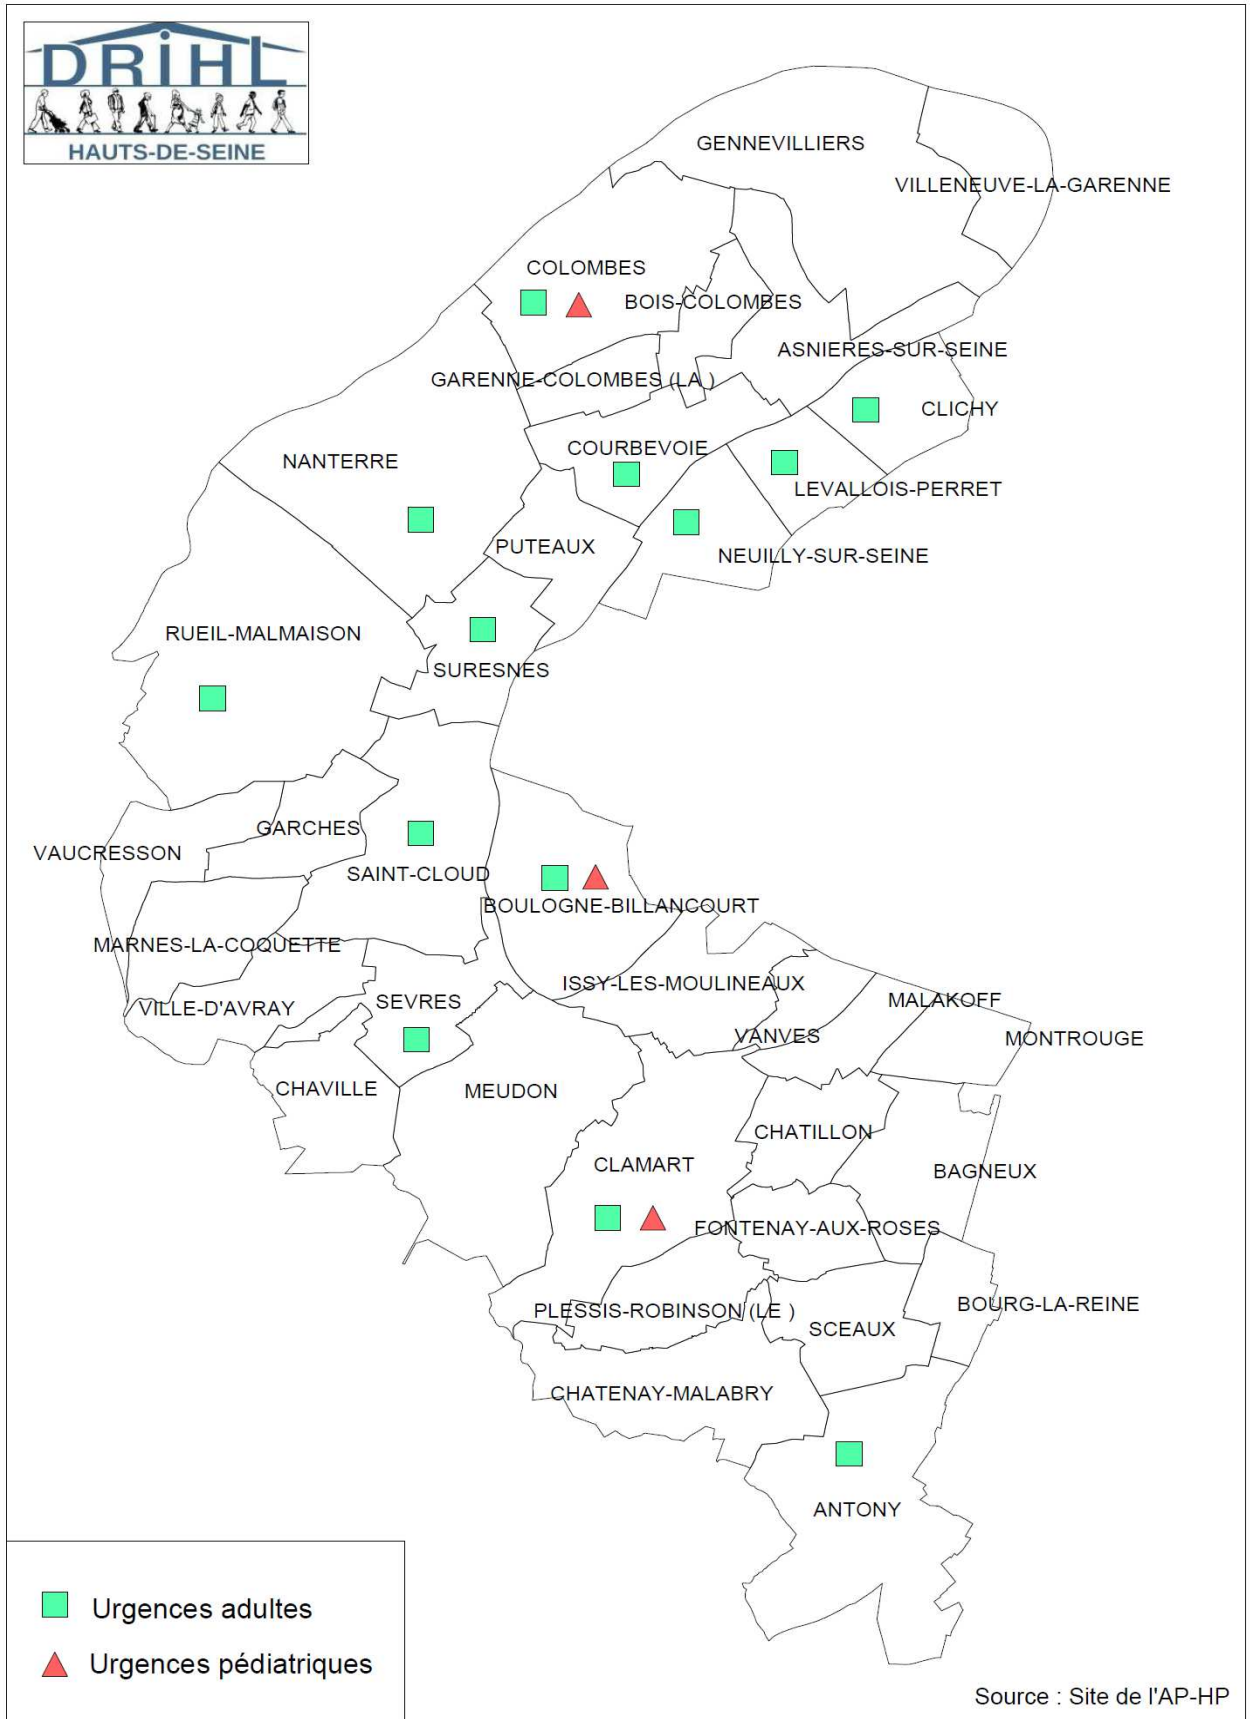 DRIHL
HAUTS-DE-SEINE
GENNEVILLIERS
VILLENEUVE-LA-GARENNE
COLOMBES
BOIS-COLOMBES
ASNIERES-SUR-SEINE
GARENNE-COLOMBES (LA )
CLICHY
COURBEVOIE
NANTERRE
LEVALLOIS-PERRET
PUTEAUX
NEUILLY-SUR-SEINE
RUEIL-MALMAISON
SURESNES
GARCHES
VAUCRESSON
SAINT-CLOUD
BOULOGNE-BILLANCOURT
MARNES-LA-COQUETTE
ISSY-LES-MOULINEAUX
SEVRES
MALAKOFF
VILLE-D'AVRAY
VANVES
MONTROUGE
CHAVILLE
MEUDON
CHATILLON
CLAMART
BAGNEUX
FONTENAY-AUX-ROSES
PLESSIS-ROBINSON (LE )
BOURG-LA-REINE
SCEAUX
CHATENAY-MALABRY
ANTONY
Urgences adultes
Urgences pédiatriques
Source : Site de l'AP-HP